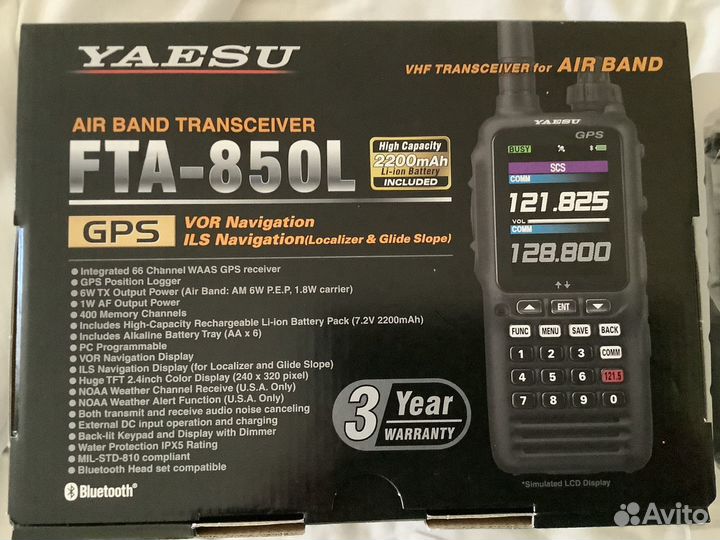 YAESU
VHF TRANSCEIVER for AIR BAND
AIR BAND TRANSCEIVER
FTA-850L
High Capacity
2200mAh
Li-ion Battery
INCLUDED
GPS
VOR Navigation
ILS Navigation(Localizer & Glide Slope)
● Integrated 66 Channel WAAS GPS receiver
● GPS Position Logger
● 6W TX Output Power (Air Band: AM 6W P.E.P, 1.8W carrier)
● 1W AF Output Power
● 400 Memory Channels
● Includes High-Capacity Rechargeable Li-ion Battery Pack (7.2V 2200mAh)
● Includes Alkaline Battery Tray (AA x 6)
● PC Programmable
● VOR Navigation Display
● ILS Navigation Display (for Localizer and Glide Slope)
● Huge TFT 2.4inch Color Display (240 x 320 pixel)
● NOAA Weather Channel Receive (U.S.A. Only)
● NOAA Weather Alert Function (U.S.A. Only)
● Both transmit and receive audio noise canceling
● External DC input operation and charging
● Back-lit Keypad and Display with Dimmer
● Water Protection IPX5 Rating
● MIL-STD-810 compliant
● Bluetooth Head set compatible
Bluetooth®
3 Year
WARRANTY
YAESU
GPS
BUSY
SCS
COMM
121.825
VOL
COMM
128.800
ENT
FUNC MENU SAVE BACK
1 2 3 COMM
4 5 6 121.5
7 8 9 0
*Simulated LCD Display
Avito